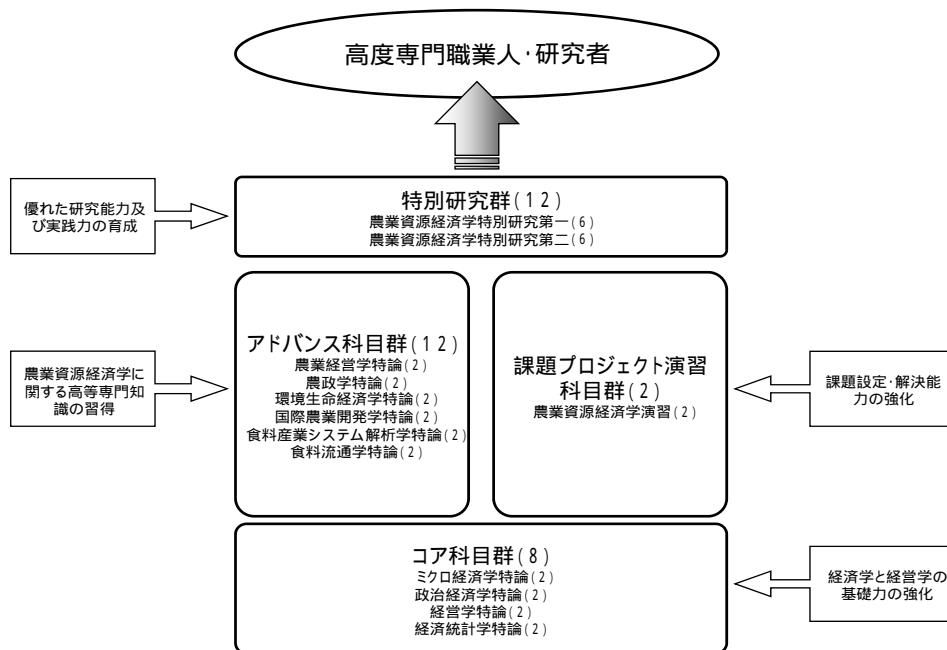 高度専門職業人・研究者
優れた研究能力及
び実践力の育成
特別研究群(12)
農業資源経済学特別研究第一(6)
農業資源経済学特別研究第二(6)
農業資源経済学に
関する高等専門知
識の習得
アドバンス科目群(12)
農業経営学特論(2)
農政学特論(2)
環境生命経済学特論(2)
国際農業開発学特論(2)
食料産業システム解析学特論(2)
食料流通学特論(2)
課題プロジェクト演習
科目群(2)
農業資源経済学演習(2)
課題設定・解決能
力の強化
コア科目群(8)
ミクロ経済学特論(2)
政治経済学特論(2)
経営学特論(2)
経済統計学特論(2)
経済学と経営学の
基礎力の強化